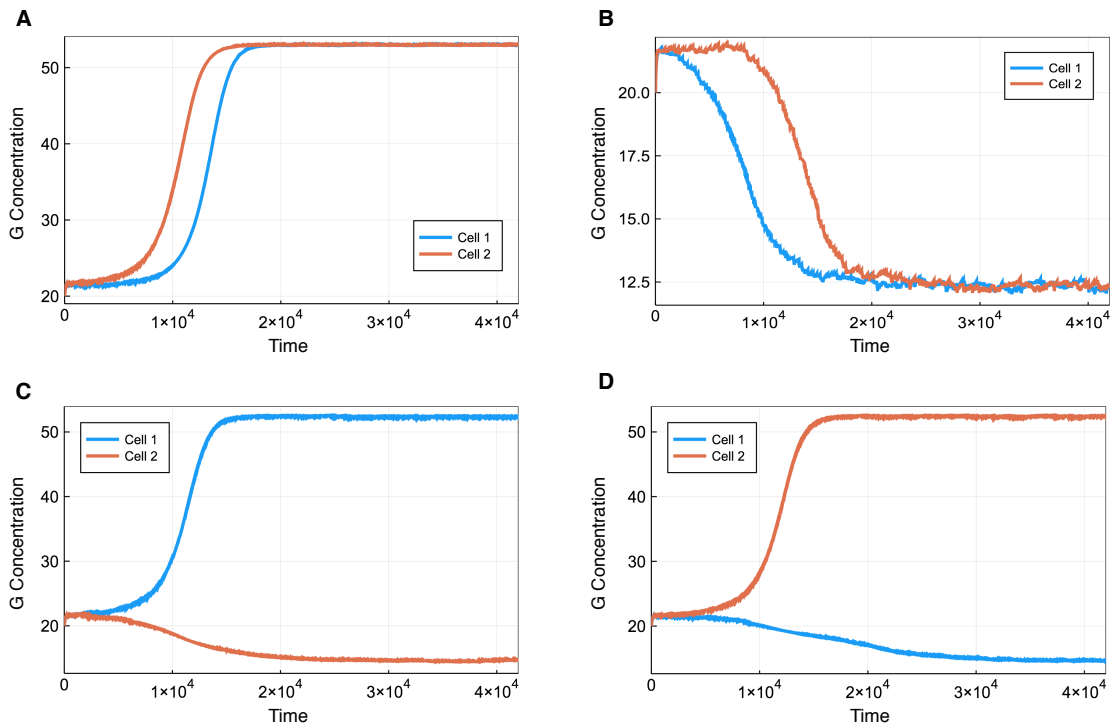 A
G Concentration
50
40
30
20
0
1×10⁴
2×10⁴
3×10⁴
4×10⁴
Time
Cell 1
Cell 2
B
G Concentration
20.0
17.5
15.0
12.5
0
1×10⁴
2×10⁴
3×10⁴
4×10⁴
Time
Cell 1
Cell 2
C
G Concentration
50
40
30
20
0
1×10⁴
2×10⁴
3×10⁴
4×10⁴
Time
Cell 1
Cell 2
D
G Concentration
50
40
30
20
0
1×10⁴
2×10⁴
3×10⁴
4×10⁴
Time
Cell 1
Cell 2